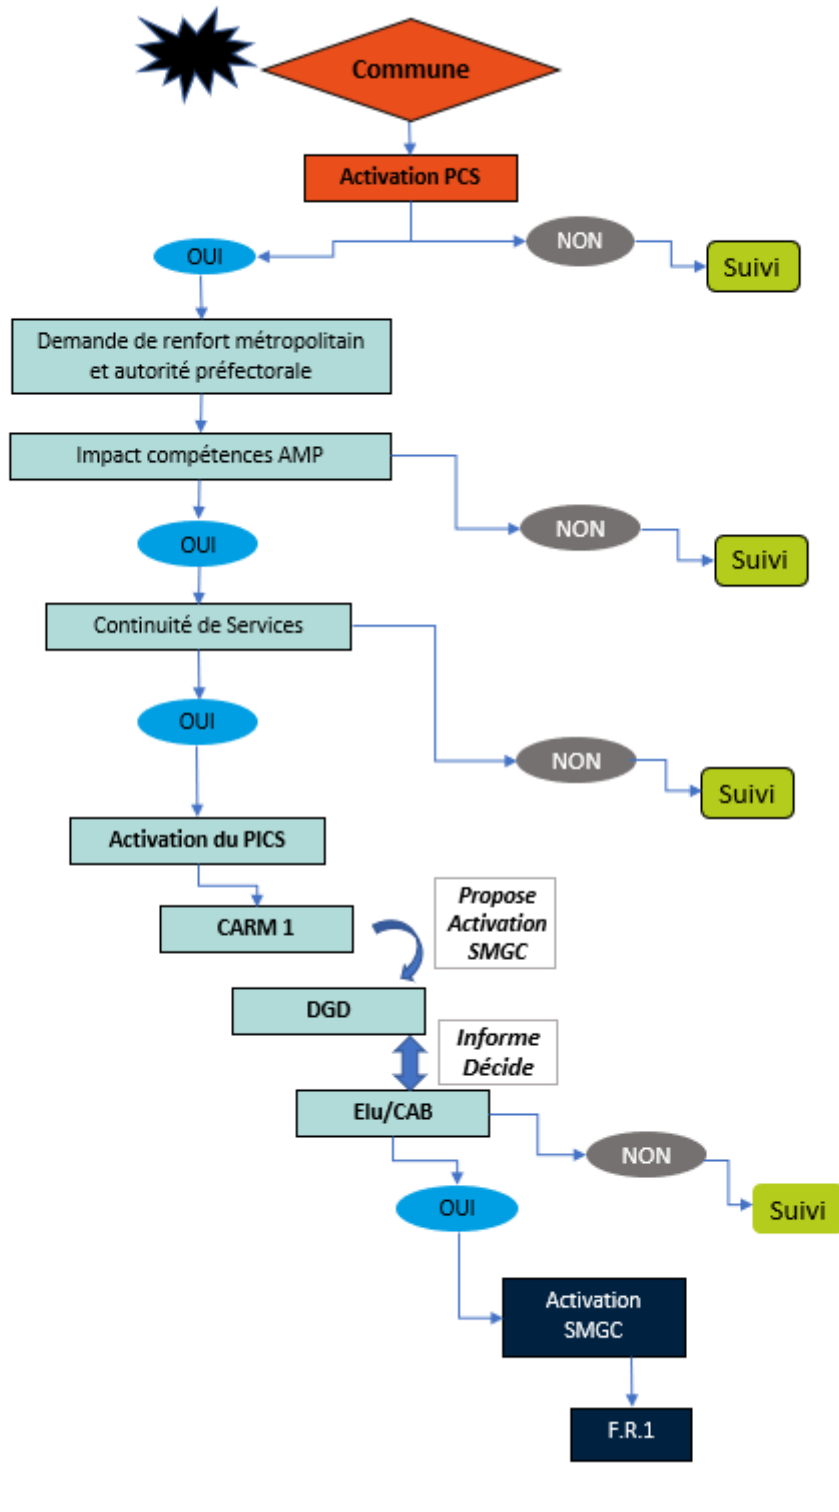 Commune
Activation PCS
NON
OUI
Suivi
Demande de renfort métropolitain
et autorité préfectorale
Impact compétences AMP
NON
OUI
Suivi
Continuité de Services
OUI
NON
Suivi
Activation du PICS
Propose
Activation
SMGC
CARM 1
DGD
Informe
Décide
Elu/CAB
NON
OUI
Suivi
Activation
SMGC
F.R.1